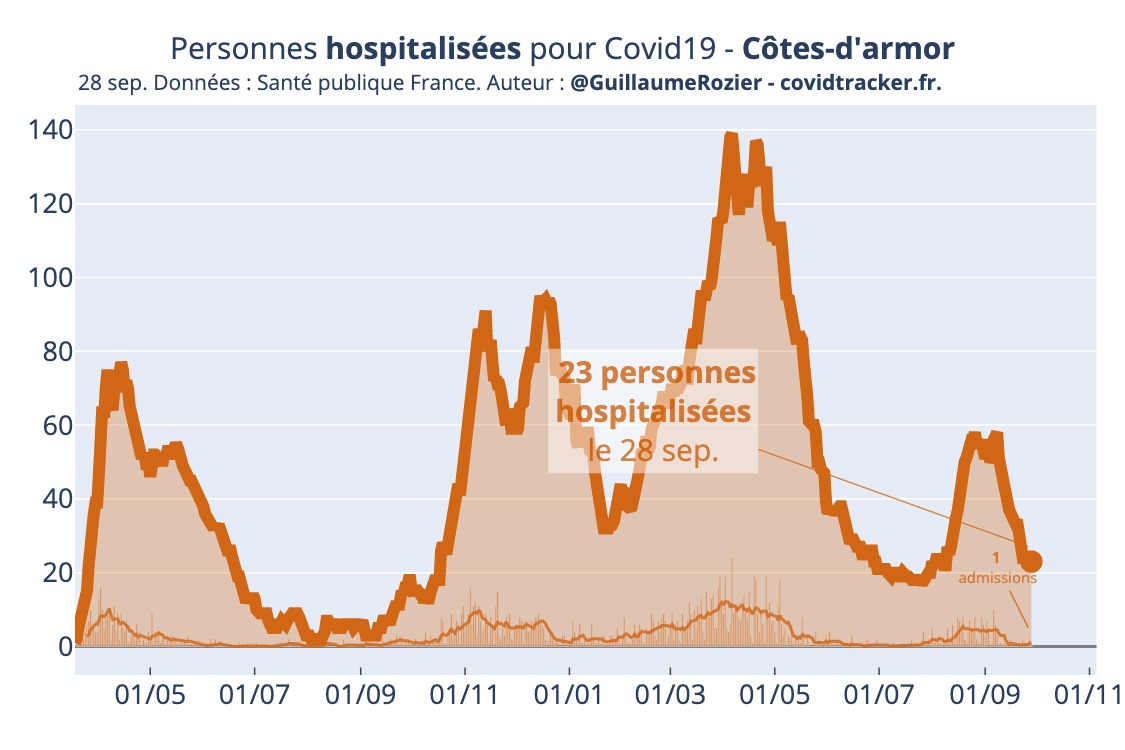 Personnes hospitalisées pour Covid19 - Côtes-d'armor
28 sep. Données : Santé publique France. Auteur : @GuillaumeRozier - covidtracker.fr.
140
120
100
80
60
40
20
0
23 personnes
hospitalisées
le 28 sep.
1
admissions
01/05 01/07 01/09 01/11 01/01 01/03 01/05 01/07 01/09 01/11